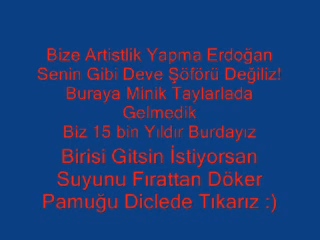 Bize Artistlik Yapma Erdoğan
Senin Gibi Deve Şöförü Değiliz!
Buraya Minik Taylarlada
Gelmedik
Biz 15 bin Yıldır Burdayız
Birisi Gitsin İstiyorsan
Suyunu Fırattan Döker
Pamuğu Diclede Tıkarız :)